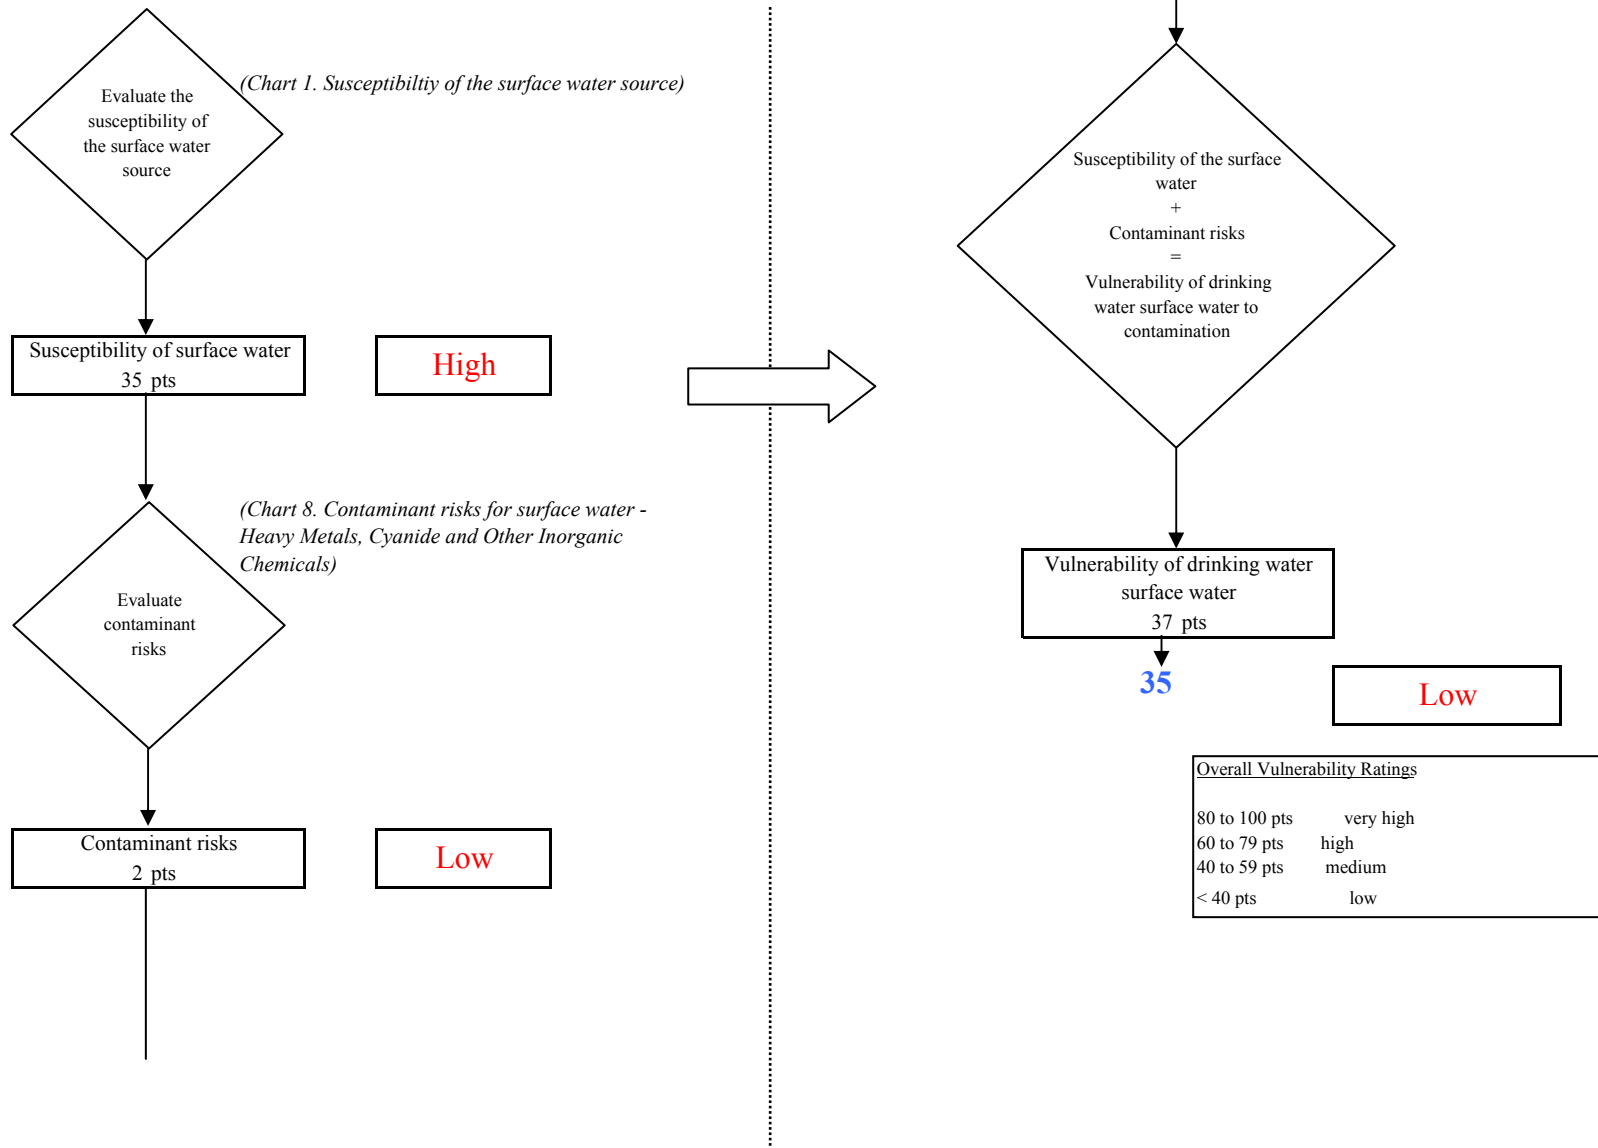 Evaluate the
susceptibility of
the surface water
source
(Chart 1. Susceptibiltiy of the surface water source)
Susceptibility of surface water
35 pts
High
(Chart 8. Contaminant risks for surface water -
Heavy Metals, Cyanide and Other Inorganic
Chemicals)
Evaluate
contaminant
risks
Contaminant risks
2 pts
Low
Susceptibility of the surface
water
+
Contaminant risks
=
Vulnerability of drinking
water surface water to
contamination
Vulnerability of drinking water
surface water
37 pts
35
Low
Overall Vulnerability Ratings
80 to 100 pts very high
60 to 79 pts high
40 to 59 pts medium
< 40 pts low